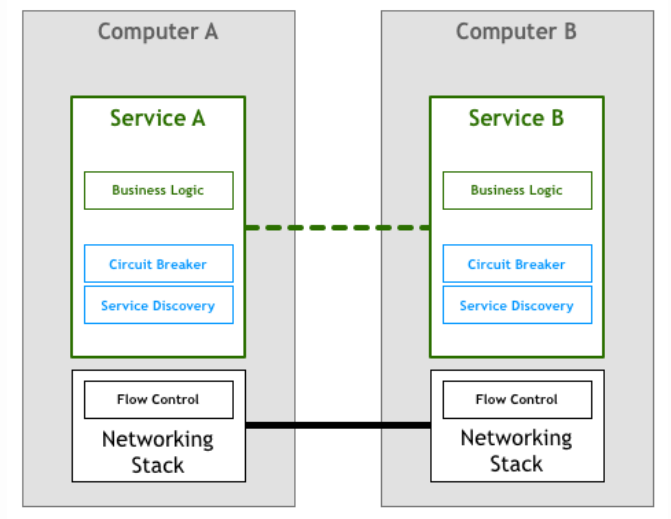 Computer A
Service A
Business Logic
Circuit Breaker
Service Discovery
Flow Control
Networking
Stack
Computer B
Service B
Business Logic
Circuit Breaker
Service Discovery
Flow Control
Networking
Stack